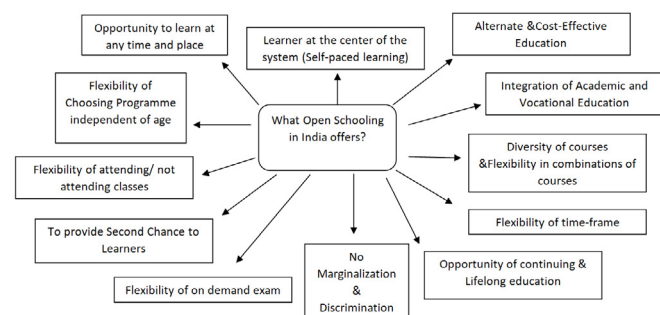 Opportunity to learn at
any time and place
Learner at the center of the
system (Self-paced learning)
Alternate &Cost-Effective
Education
Flexibility of
Choosing Programme
independent of age
What Open Schooling
in India offers?
Integration of Academic and
Vocational Education
Diversity of courses
&Flexibility in combinations of
courses
Flexibility of attending/ not
attending classes
Flexibility of time-frame
To provide Second Chance to
Learners
No
Marginalization
&
Discrimination
Opportunity of continuing &
Lifelong education
Flexibility of on demand exam